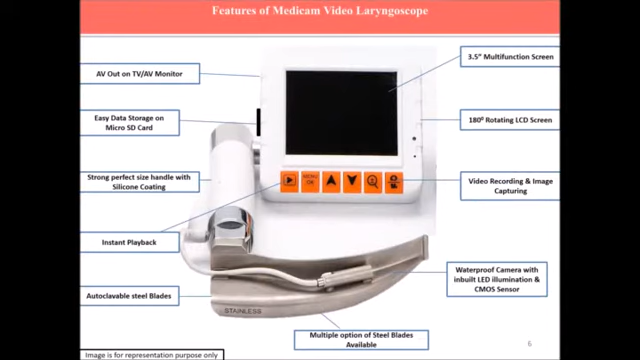 Features of Medicam Video Laryngoscope
AV Out on TV/AV Monitor
3.5" Multifunction Screen
Easy Data Storage on
Micro SD Card
180⁰ Rotating LCD Screen
Strong perfect size handle with
Silicone Coating
MENU
OK
Video Recording & Image
Capturing
Instant Playback
Waterproof Camera with
inbuilt LED illumination &
CMOS Sensor
Autoclavable steel Blades
STAINLESS
Multiple option of Steel Blades
Available
6
Image is for representation purpose only